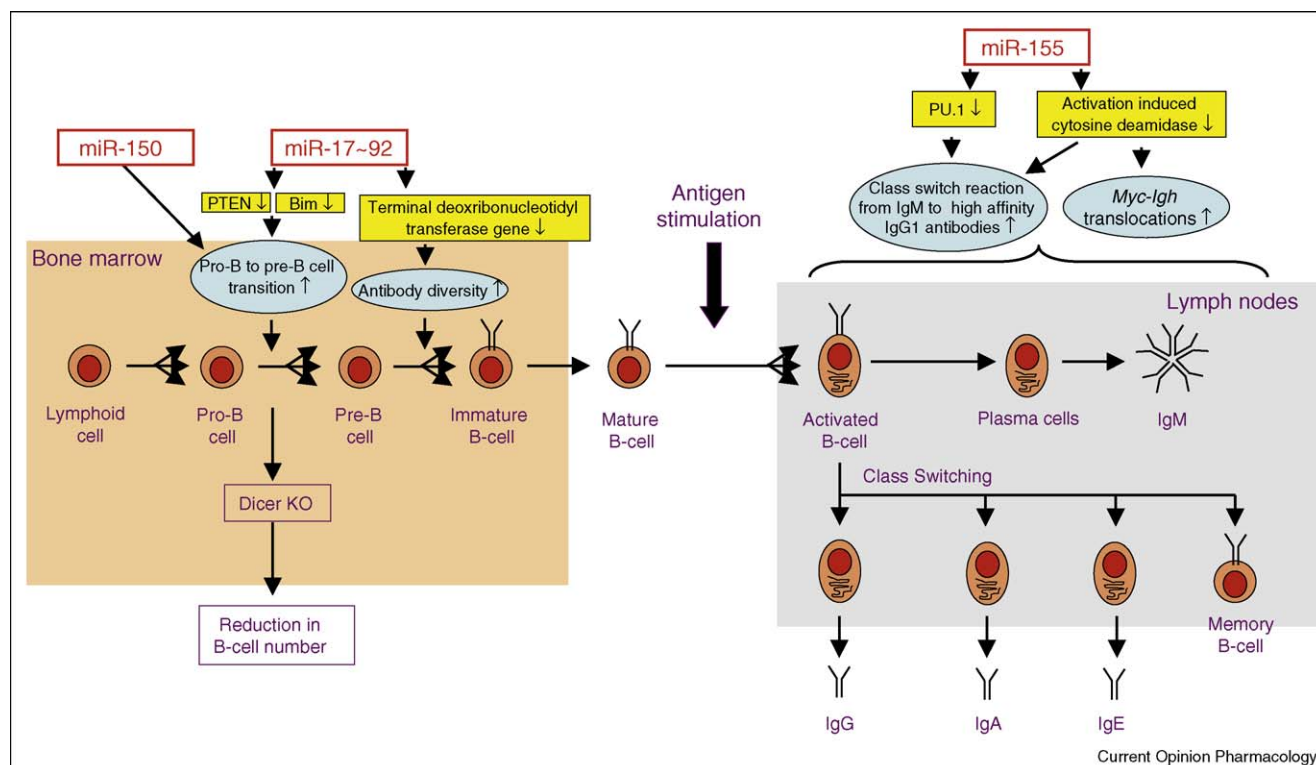 miR-155
PU.1 ↓
Activation induced
cytosine deamidase ↓
miR-150
miR-17~92
PTEN ↓
Bim ↓
Terminal deoxribonucleotidyl
transferase gene ↓
Antigen
stimulation
Class switch reaction
from IgM to high affinity
IgG1 antibodies ↑
Myc-Igh
translocations ↑
Bone marrow
Pro-B to pre-B cell
transition ↑
Antibody diversity ↑
Lymph nodes
Lymphoid
cell
Pro-B
cell
Pre-B
cell
Immature
B-cell
Mature
B-cell
Activated
B-cell
Plasma cells
IgM
Class Switching
Dicer KO
Reduction in
B-cell number
Memory
B-cell
IgG
IgA
IgE
Current Opinion Pharmacology